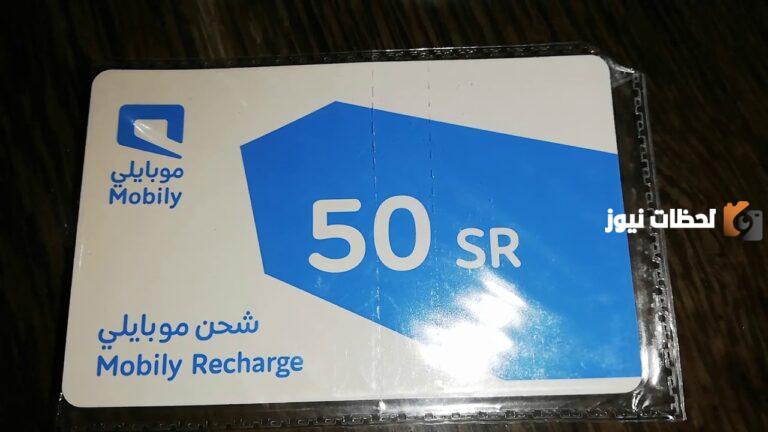 موبايلي
Mobily
50 SR
لحظات نيوز
شحن موبايلي
Mobily Recharge